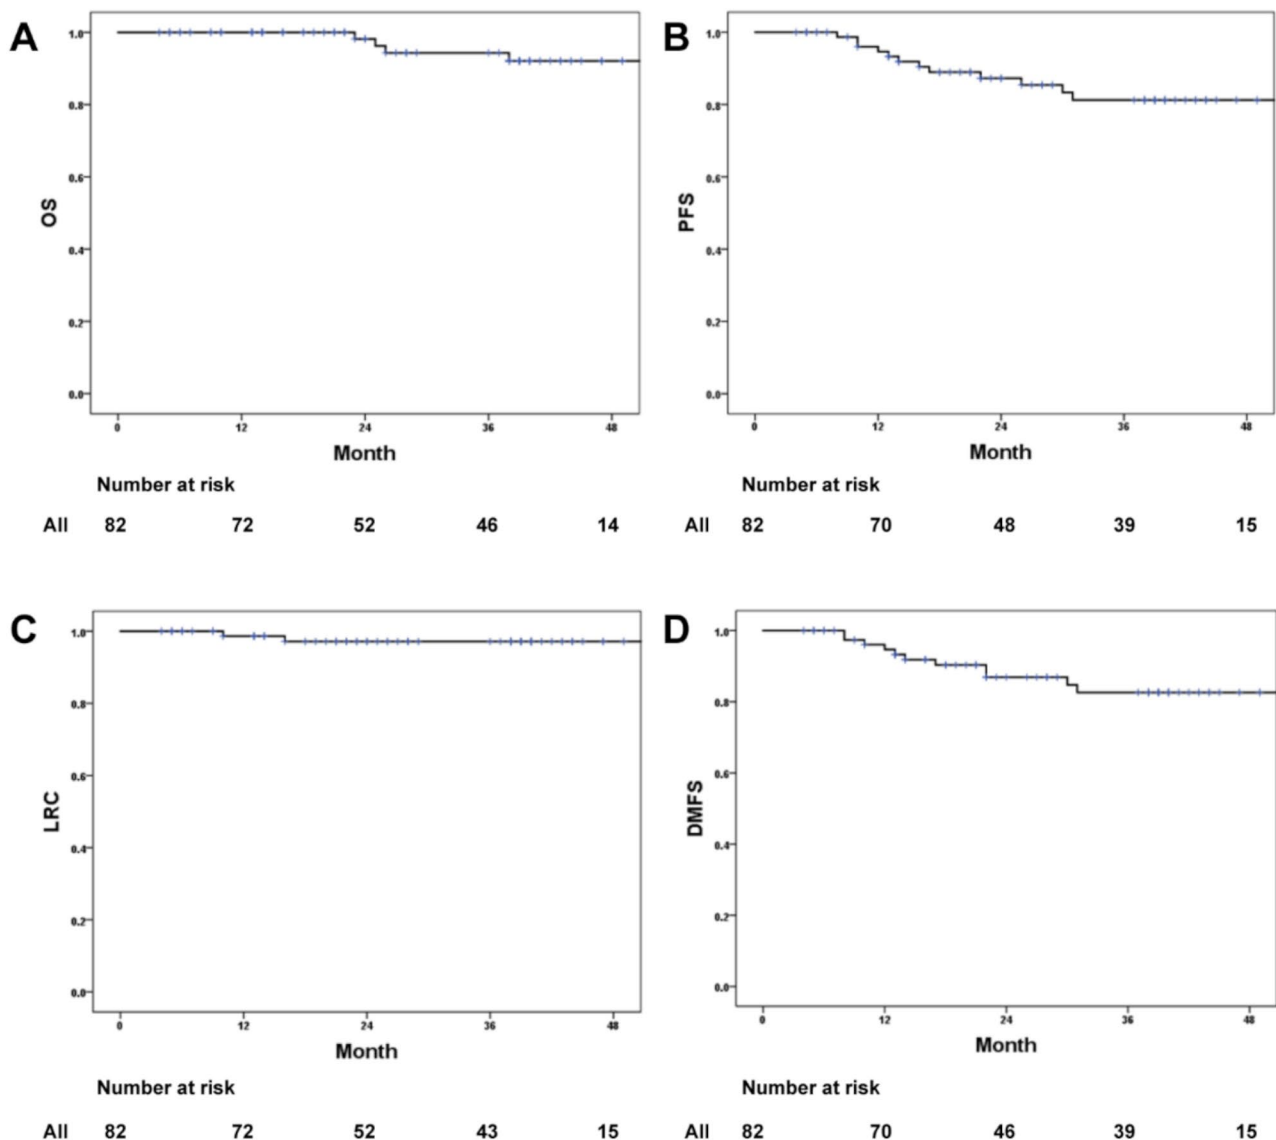 A
1.0
0.8
0.6
0.4
0.2
0.0
OS
0 12 24 36 48
Month
Number at risk
All 82 72 52 46 14
B
1.0
0.8
0.6
0.4
0.2
0.0
PFS
0 12 24 36 48
Month
Number at risk
All 82 70 48 39 15
C
1.0
0.8
0.6
0.4
0.2
0.0
LRC
0 12 24 36 48
Month
Number at risk
All 82 72 52 43 15
D
1.0
0.8
0.6
0.4
0.2
0.0
DMFS
0 12 24 36 48
Month
Number at risk
All 82 70 46 39 15